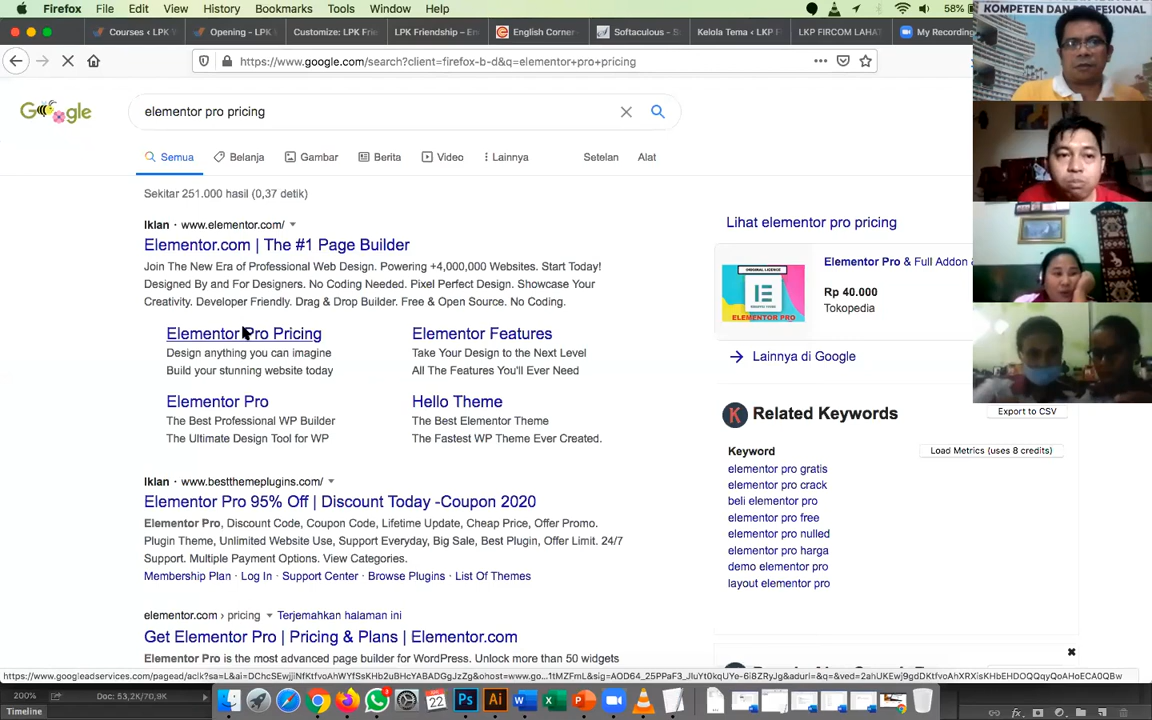 Firefox File Edit View History Bookmarks Tools Window Help 58%
Courses < LPK
Opening - LPK
Customize: LPK Frie
LPK Friendship – En
English Corner
Softaculous - S
Kelola Tema < LKP F
LKP FIRCOM LAHAT
My Recording
KOMPETEN DAN PROFESIONAL
https://www.google.com/search?client=firefox-b-d&q=elementor+pro+pricing
elementor pro pricing
Semua Belanja Gambar Berita Video Lainnya Setelan Alat
Sekitar 251.000 hasil (0,37 detik)
Iklan · www.elementor.com/
Elementor.com | The #1 Page Builder
Join The New Era of Professional Web Design. Powering +4,000,000 Websites. Start Today!
Designed By and For Designers. No Coding Needed. Pixel Perfect Design. Showcase Your
Creativity. Developer Friendly. Drag & Drop Builder. Free & Open Source. No Coding.
Elementor Pro Pricing
Design anything you can imagine
Build your stunning website today
Elementor Features
Take Your Design to the Next Level
All The Features You'll Ever Need
Elementor Pro
The Best Professional WP Builder
The Ultimate Design Tool for WP
Hello Theme
The Best Elementor Theme
The Fastest WP Theme Ever Created.
Iklan · www.bestthemeplugins.com/
Elementor Pro 95% Off | Discount Today -Coupon 2020
Elementor Pro, Discount Code, Coupon Code, Lifetime Update, Cheap Price, Offer Promo.
Plugin Theme, Unlimited Website Use, Support Everyday, Big Sale, Best Plugin, Offer Limit. 24/7
Support. Multiple Payment Options. View Categories.
Membership Plan · Log In · Support Center · Browse Plugins · List Of Themes
elementor.com › pricing Terjemahkan halaman ini
Get Elementor Pro | Pricing & Plans | Elementor.com
Elementor Pro is the most advanced page builder for WordPress. Unlock more than 50 widgets
Lihat elementor pro pricing
ORIGINAL LICENCE
ELEMENTOR PRO
Elementor Pro & Full Addon
Rp 40.000
Tokopedia
Lainnya di Google
Related Keywords
Export to CSV
Keyword
Load Metrics (uses 8 credits)
elementor pro gratis
elementor pro crack
beli elementor pro
elementor pro free
elementor pro nulled
elementor pro harga
demo elementor pro
layout elementor pro
200% Doc: 53,2K/70,9K
Timeline